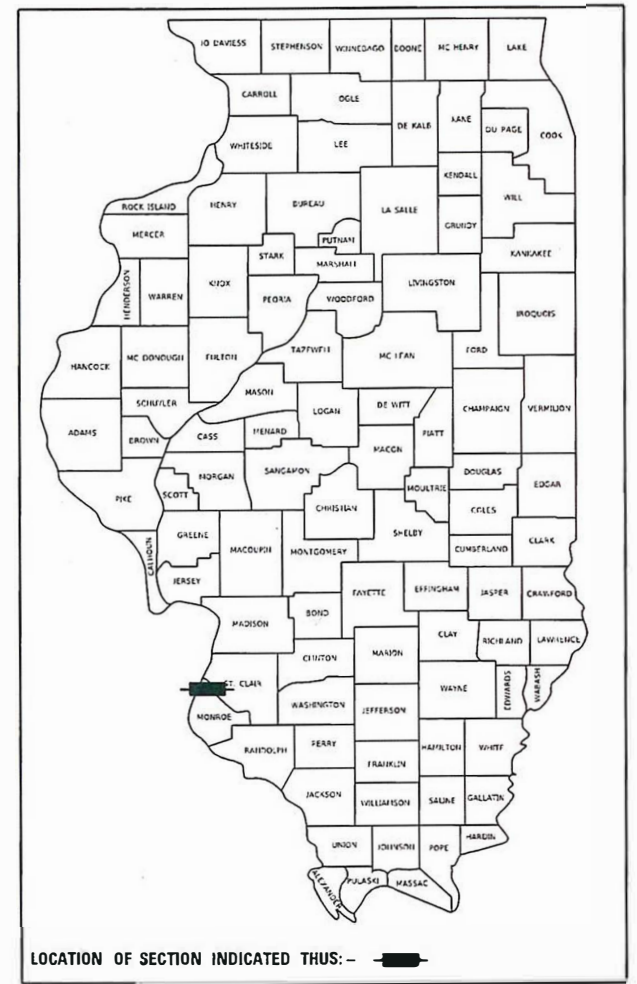 JO DAVIESS STEPHENSON WINNEBAGO BOONE MC HENRY LAKE
CARROLL OGLE
DE KALB KANE DU PAGE COOK
WHITESIDE LEE
KENDALL
ROCK ISLAND HENRY BUREAU LA SALLE WILL
MERCER GRUNDY
PUTNAM
STARK MARSHALL KANKAKEE
HENDERSON WARREN KNOX PEORIA WOODFORD LIVINGSTON
IROQUOIS
HANCOCK MC DONOUGH FULTON TAZEWELL MC LEAN FORD
MASON
SCHUYLER LOGAN DE WITT CHAMPAIGN VERMILION
ADAMS BROWN CASS MENARD MACON PIATT
PIKE SCOTT MORGAN SANGAMON MOULTRIE DOUGLAS EDGAR
CHRISTIAN COLES
CALHOUN GREENE MACOUPIN MONTGOMERY SHELBY CUMBERLAND CLARK
JERSEY FAYETTE EFFINGHAM JASPER CRAWFORD
MADISON BOND
CLAY RICHLAND LAWRENCE
CLINTON MARION
ST. CLAIR WAYNE EDWARDS WABASH
MONROE WASHINGTON JEFFERSON
RANDOLPH PERRY HAMILTON WHITE
FRANKLIN
JACKSON WILLIAMSON SALINE GALLATIN
UNION JOHNSON POPE HARDIN
ALEXANDER PULASKI MASSAC
LOCATION OF SECTION INDICATED THUS:-